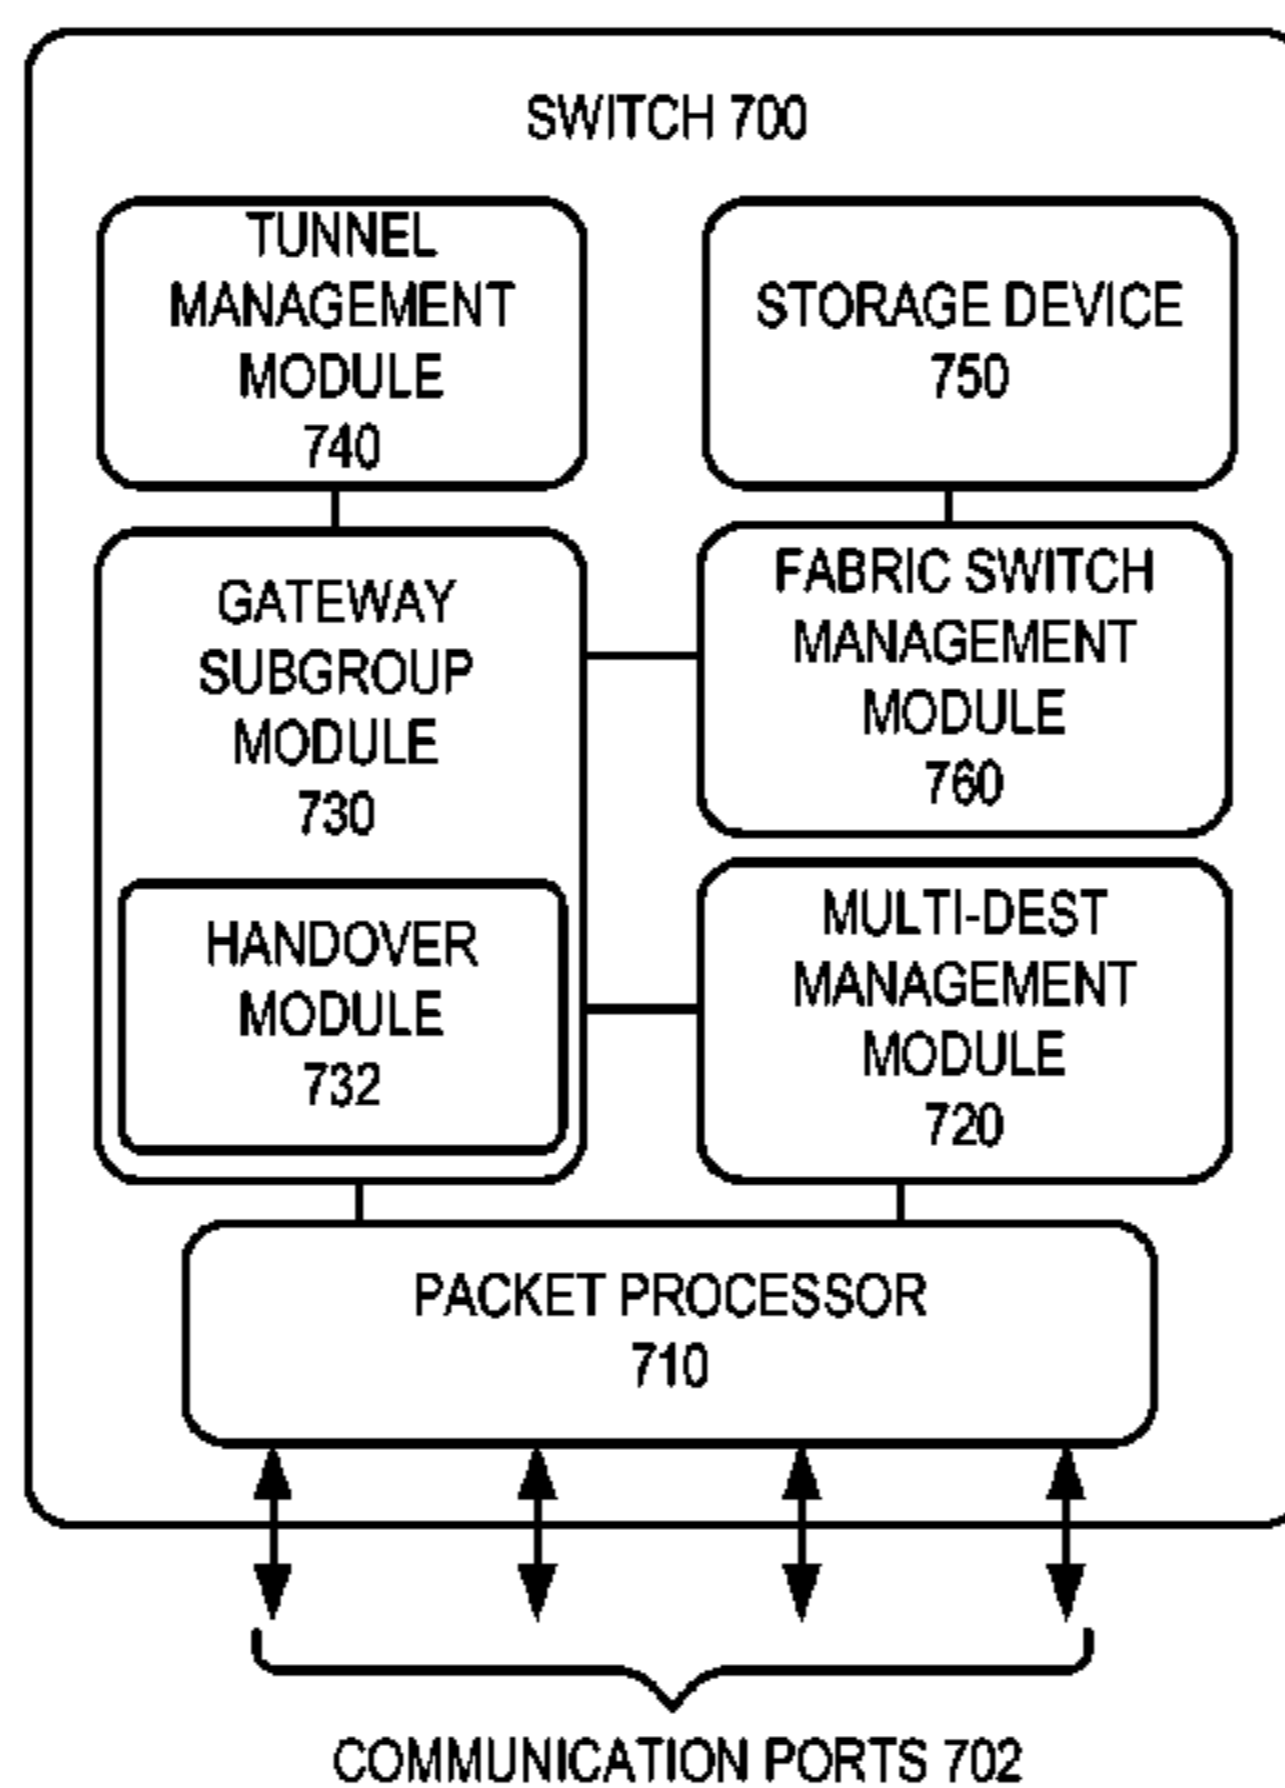 SWITCH 700
TUNNEL
MANAGEMENT
MODULE
740
STORAGE DEVICE
750
GATEWAY
SUBGROUP
MODULE
730
FABRIC SWITCH
MANAGEMENT
MODULE
760
HANDOVER
MODULE
732
MULTI-DEST
MANAGEMENT
MODULE
720
PACKET PROCESSOR
710
COMMUNICATION PORTS 702